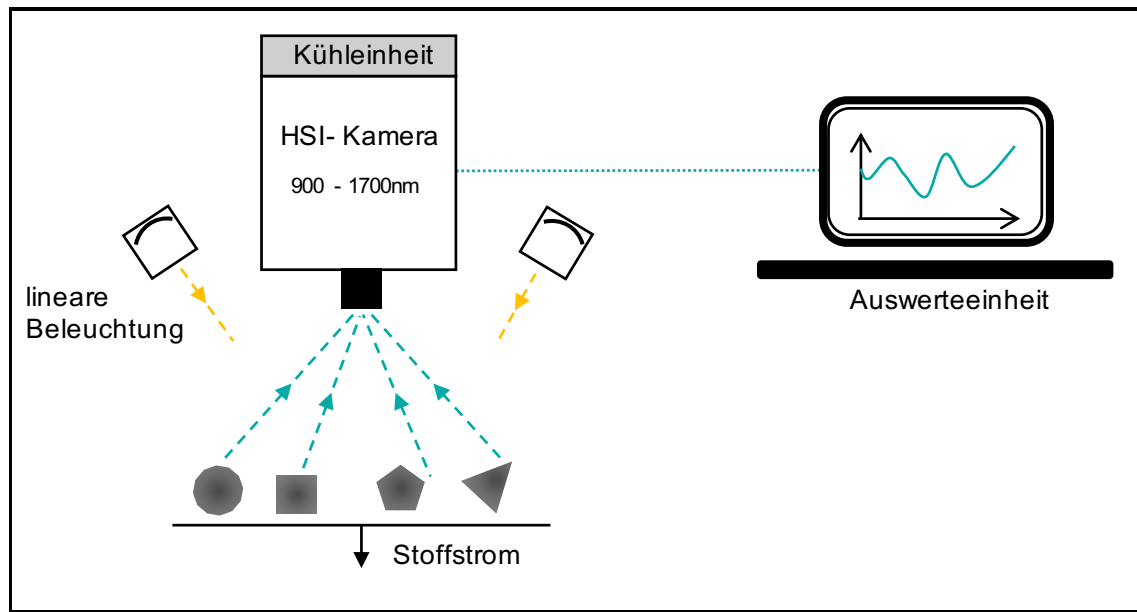 Kühleinheit
HSI- Kamera
900 - 1700nm
lineare
Beleuchtung
Auswerteeinheit
Stoffstrom